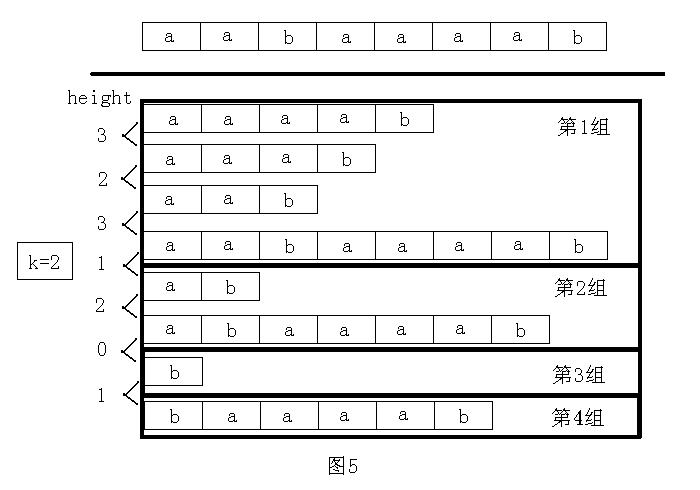 a a b a a a a b
height
a a a a b 第1组
3
a a a b
2
a a b
3
a a b a a a a b
k=2
1
a b 第2组
2
a b a a a a b
0
b 第3组
1
b a a a a b 第4组
图5